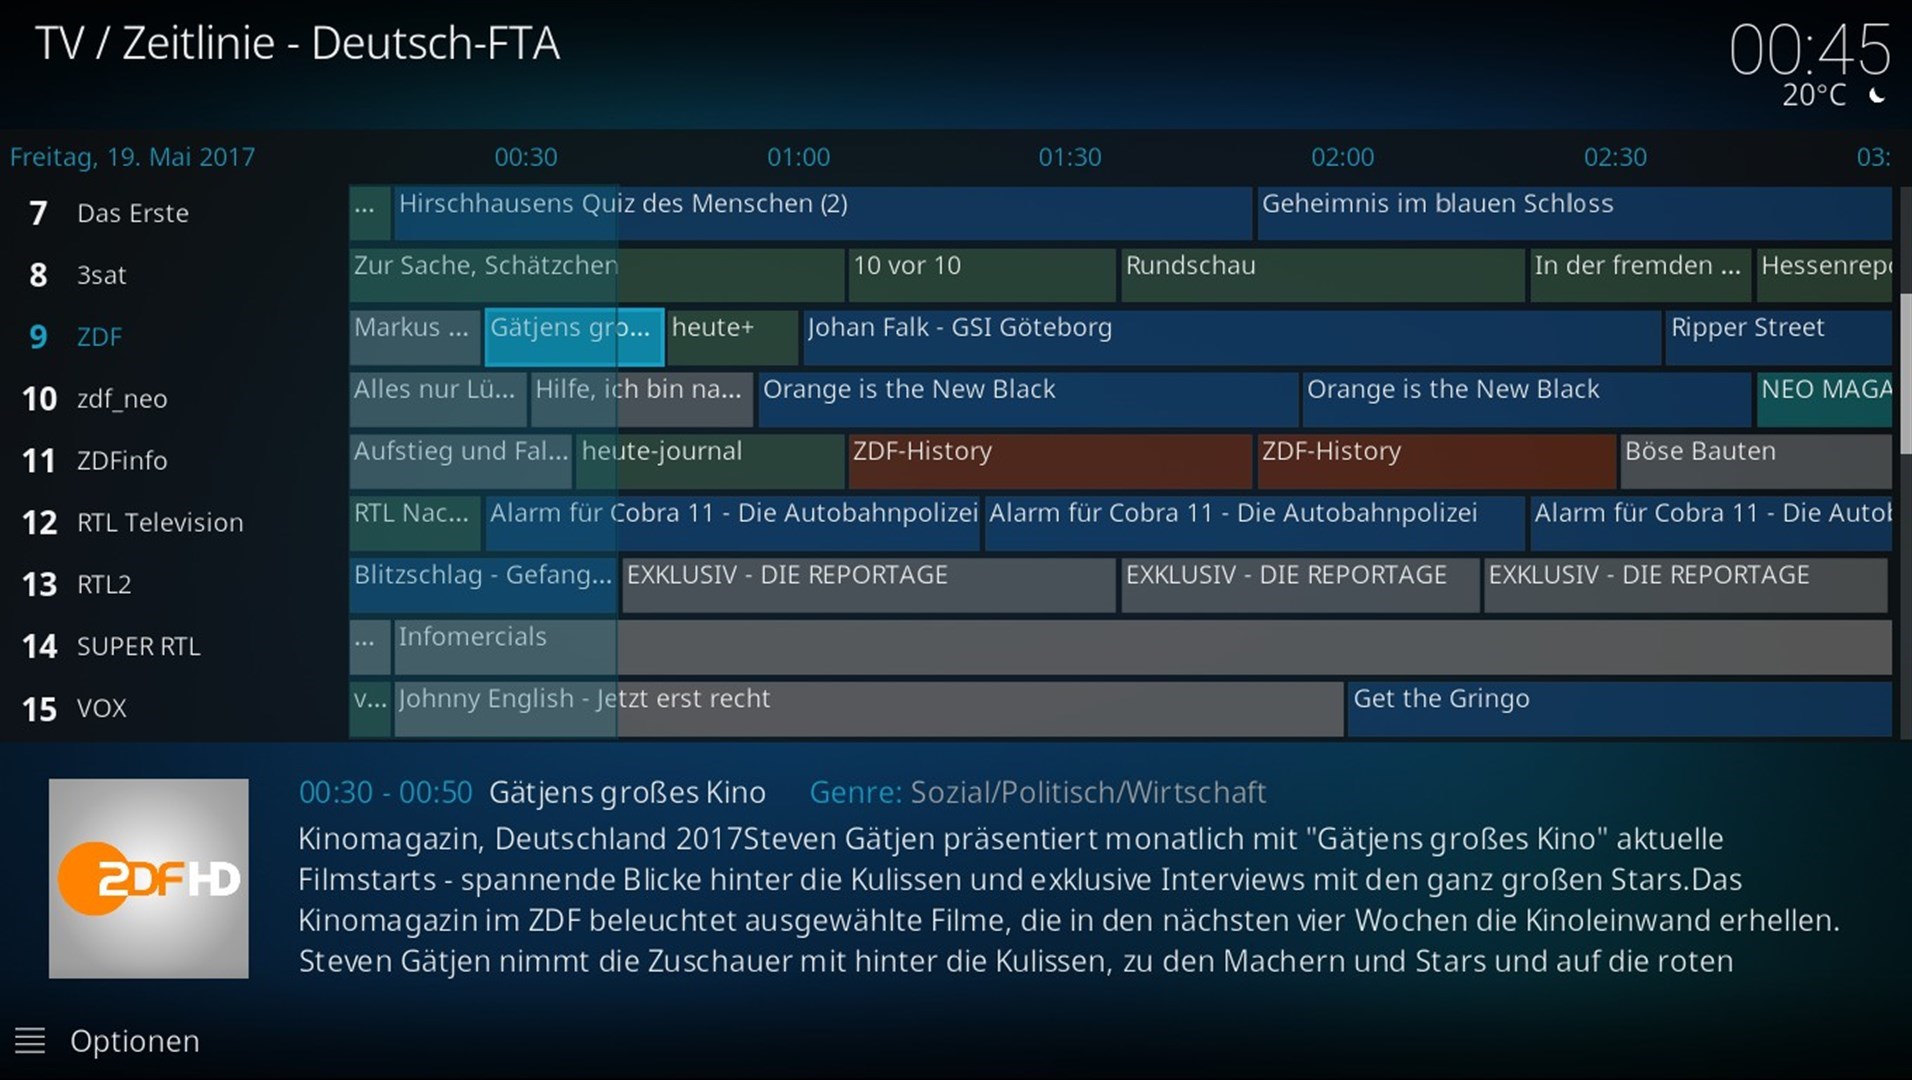 TV / Zeitlinie - Deutsch-FTA
00:45
20°C
Freitag, 19. Mai 2017 00:30 01:00 01:30 02:00 02:30 03:
7 Das Erste ... Hirschhausens Quiz des Menschen (2) Geheimnis im blauen Schloss
8 3sat Zur Sache, Schätzchen 10 vor 10 Rundschau In der fremden ... Hessenrepo
9 ZDF Markus ... Gätjens gro... heute+ Johan Falk - GSI Göteborg Ripper Street
10 zdf_neo Alles nur Lü... Hilfe, ich bin na... Orange is the New Black Orange is the New Black NEO MAGA
11 ZDFinfo Aufstieg und Fal... heute-journal ZDF-History ZDF-History Böse Bauten
12 RTL Television RTL Nac... Alarm für Cobra 11 - Die Autobahnpolizei Alarm für Cobra 11 - Die Autobahnpolizei Alarm für Cobra 11 - Die Autob
13 RTL2 Blitzschlag - Gefang... EXKLUSIV - DIE REPORTAGE EXKLUSIV - DIE REPORTAGE EXKLUSIV - DIE REPORTAGE
14 SUPER RTL ... Infomercials
15 VOX v... Johnny English - Jetzt erst recht Get the Gringo
ZDF HD
00:30 - 00:50 Gätjens großes Kino Genre: Sozial/Politisch/Wirtschaft
Kinomagazin, Deutschland 2017Steven Gätjen präsentiert monatlich mit "Gätjens großes Kino" aktuelle
Filmstarts - spannende Blicke hinter die Kulissen und exklusive Interviews mit den ganz großen Stars.Das
Kinomagazin im ZDF beleuchtet ausgewählte Filme, die in den nächsten vier Wochen die Kinoleinwand erhellen.
Steven Gätjen nimmt die Zuschauer mit hinter die Kulissen, zu den Machern und Stars und auf die roten
Optionen